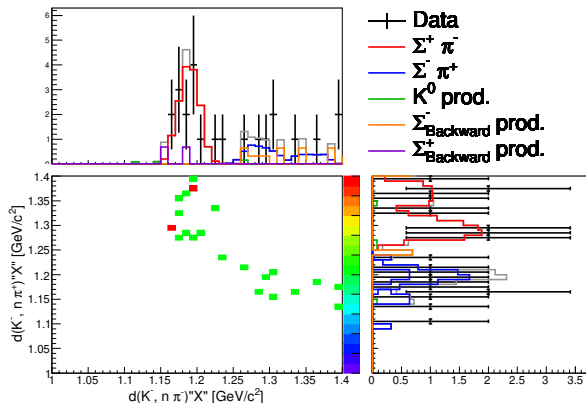 6
5
4
3
2
1
0
Data
Σ⁺ π⁻
Σ⁻ π⁺
K⁰ prod.
Σ⁻Backward prod.
Σ⁺Backward prod.
1.4
1.35
1.3
1.25
1.2
1.15
1.1
1.05
1
d(K⁻, n π⁺)"X" [GeV/c²]
1 1.05 1.1 1.15 1.2 1.25 1.3 1.35 1.4
d(K⁻, n π⁻)"X" [GeV/c²]
0 0.5 1 1.5 2 2.5 3 3.5